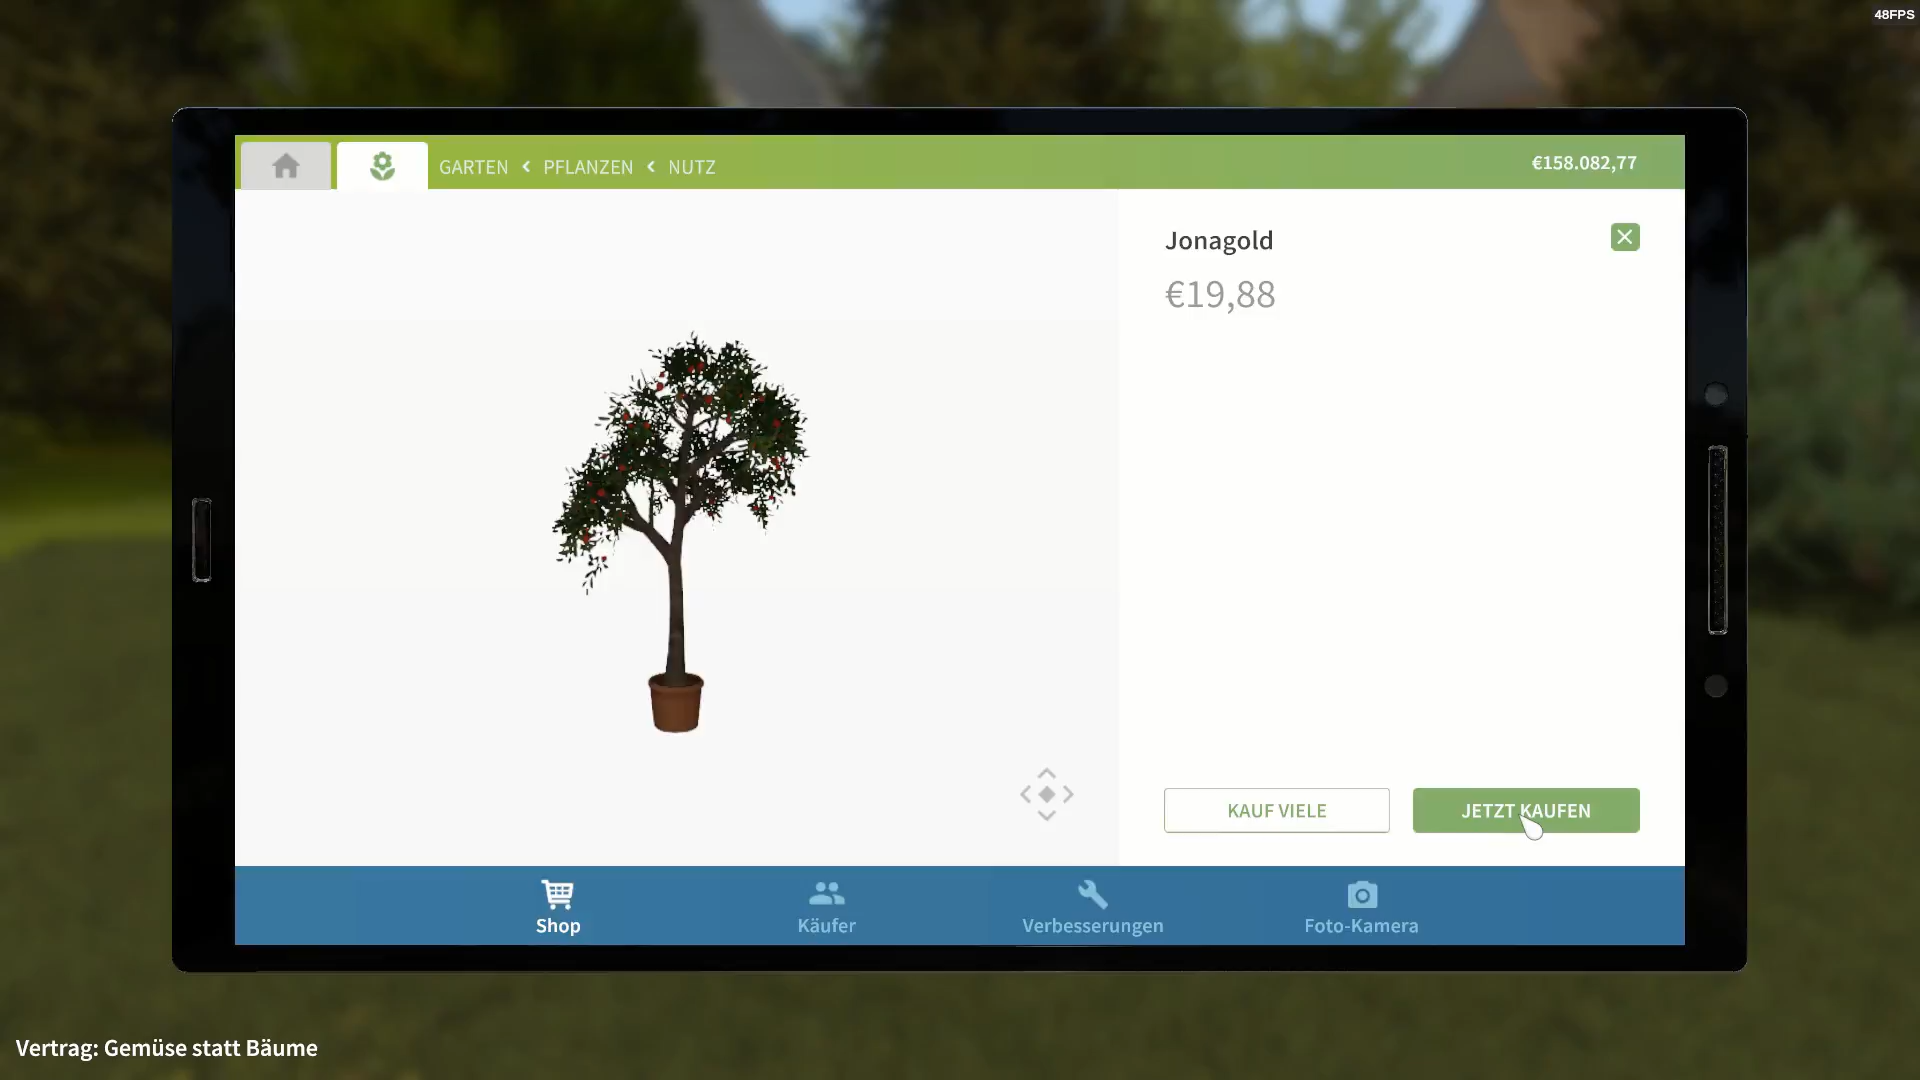 48FPS
GARTEN < PFLANZEN < NUTZ
€158.082,77
Jonagold
€19,88
KAUF VIELE
JETZT KAUFEN
Shop
Käufer
Verbesserungen
Foto-Kamera
Vertrag: Gemüse statt Bäume